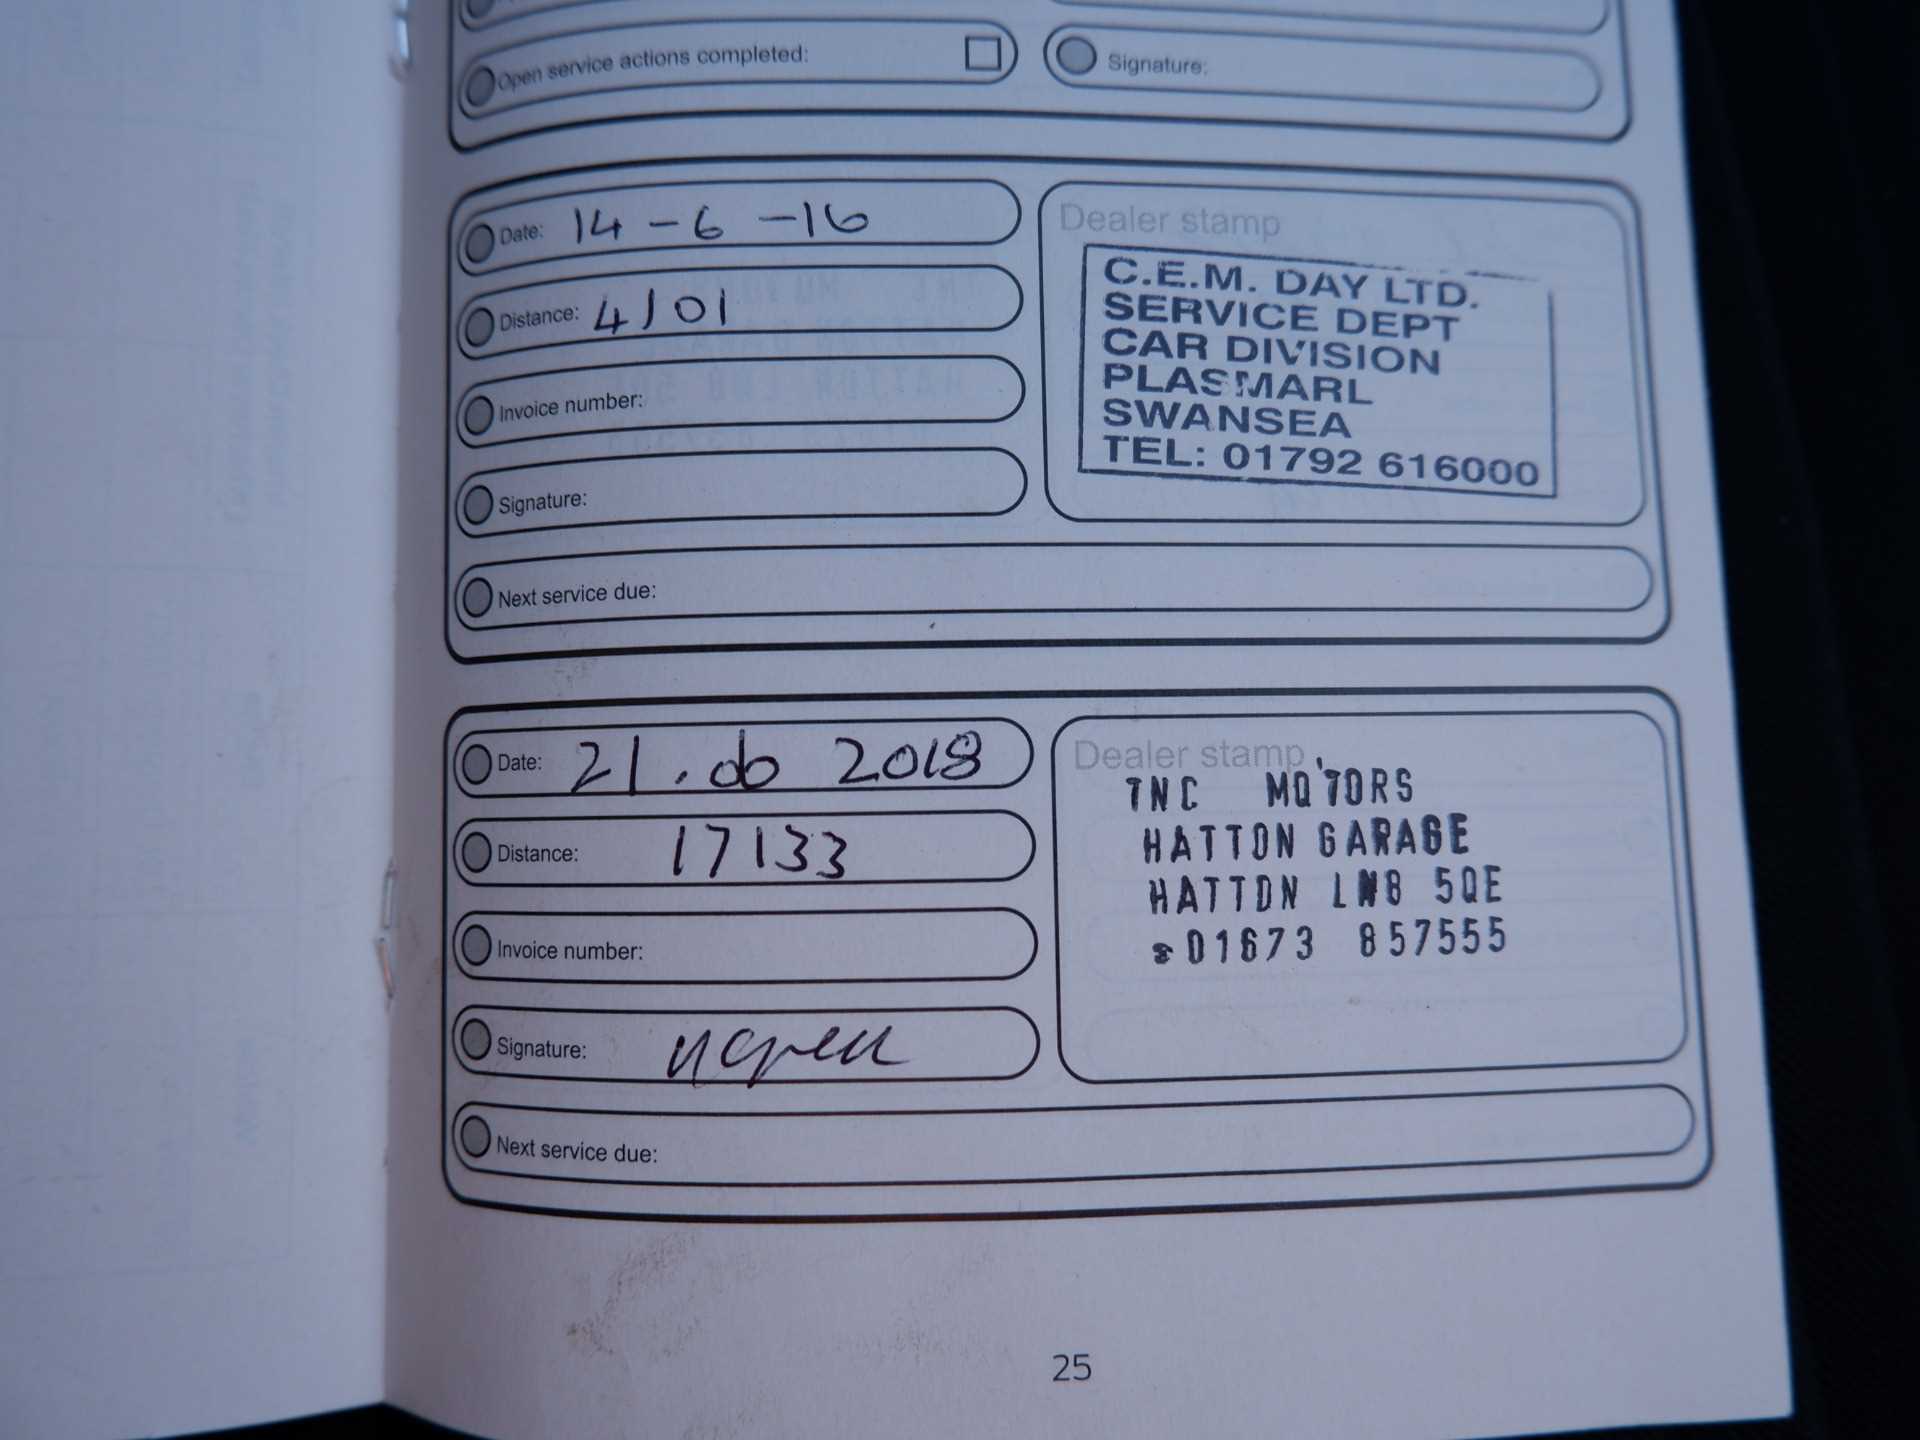 Open service actions completed:
Signature:
Date: 14 - 6 - 16
Distance: 4101
Invoice number:
Signature:
Next service due:
Dealer stamp
C.E.M. DAY LTD.
SERVICE DEPT
CAR DIVISION
PLASMARL
SWANSEA
TEL: 01792 616000
Date: 21. 06 2018
Distance: 17133
Invoice number:
Signature:
Next service due:
Dealer stamp
TNC MOTORS
HATTON GARAGE
HATTON LN8 5QE
☎01673 857555
25